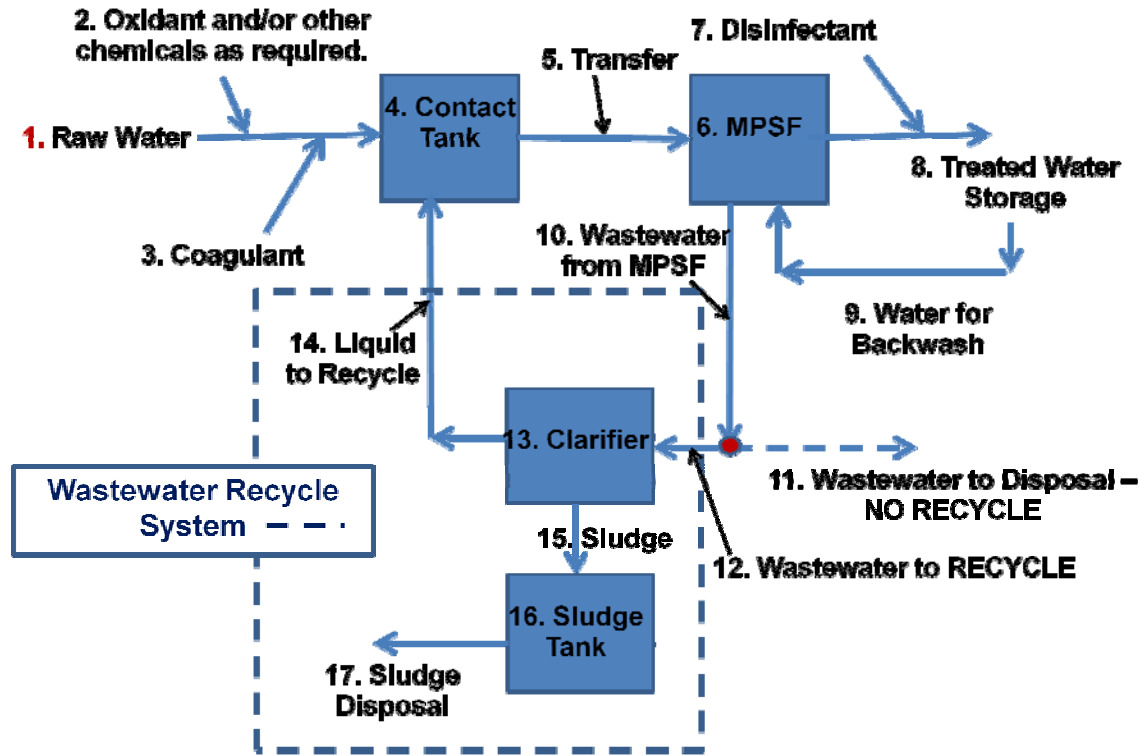 2. Oxidant and/or other
chemicals as required.
7. Disinfectant
5. Transfer
4. Contact
Tank
6. MPSF
1. Raw Water
8. Treated Water
Storage
3. Coagulant
10. Wastewater
from MPSF
9. Water for
Backwash
14. Liquid
to Recycle
13. Clarifier
11. Wastewater to Disposal –
NO RECYCLE
Wastewater Recycle
System
15. Sludge
12. Wastewater to RECYCLE
16. Sludge
Tank
17. Sludge
Disposal